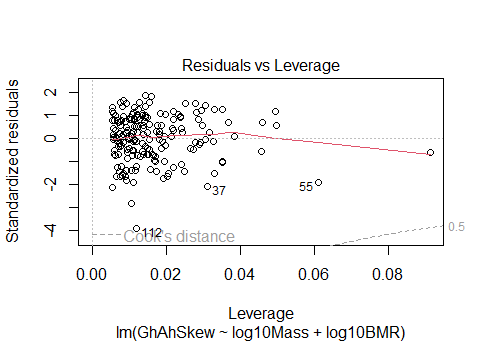 Residuals vs Leverage
Standardized residuals
2
1
0
-2
-4
37
55
112
Cook's distance
0.5
0.00 0.02 0.04 0.06 0.08
Leverage
lm(GhAhSkew ~ log10Mass + log10BMR)